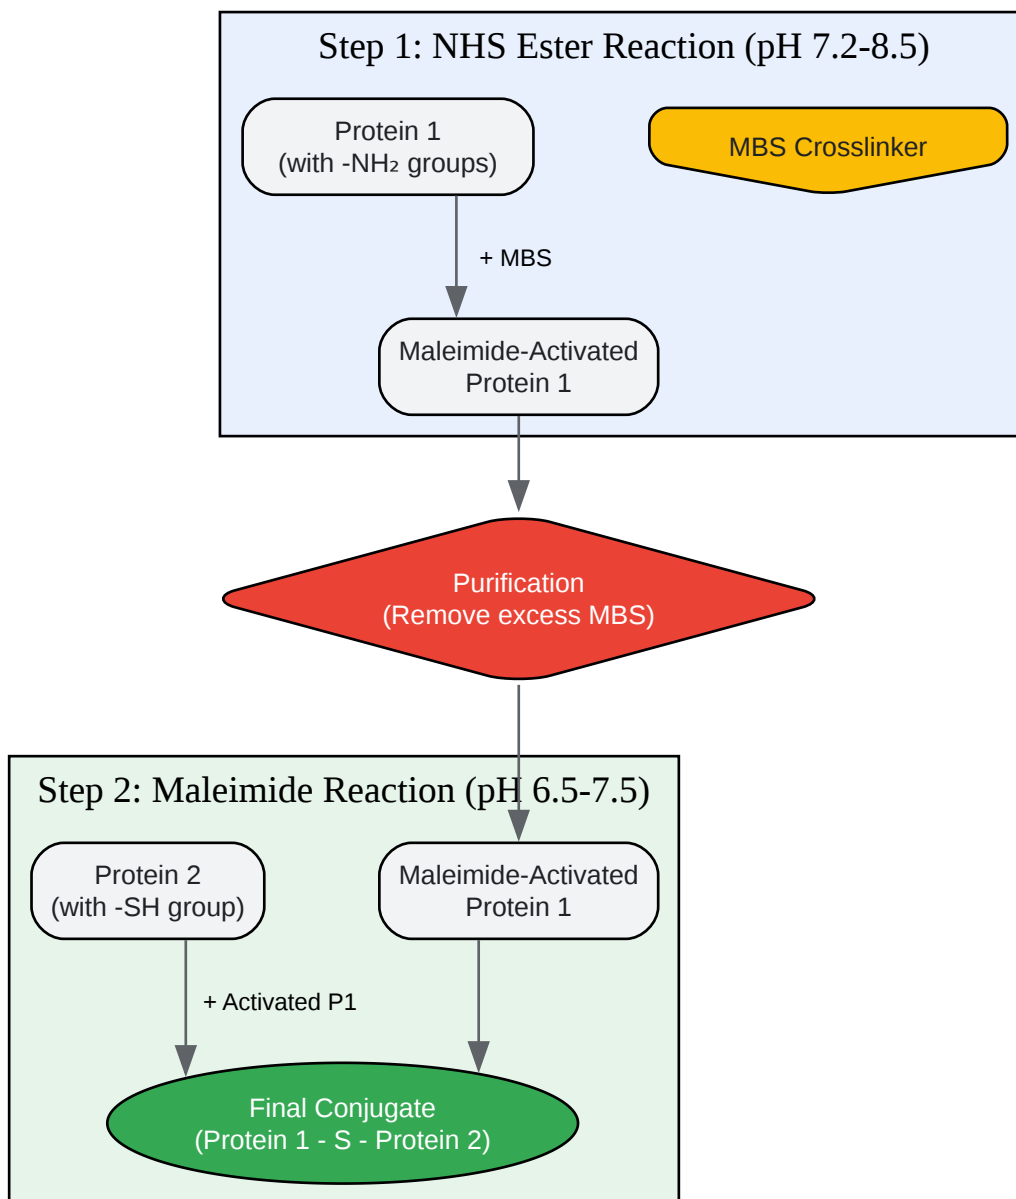 Step 1: NHS Ester Reaction (pH 7.2-8.5)
Protein 1
(with -NH₂ groups)
MBS Crosslinker
+ MBS
Maleimide-Activated
Protein 1
Purification
(Remove excess MBS)
Step 2: Maleimide Reaction (pH 6.5-7.5)
Protein 2
(with -SH group)
Maleimide-Activated
Protein 1
+ Activated P1
Final Conjugate
(Protein 1 - S - Protein 2)